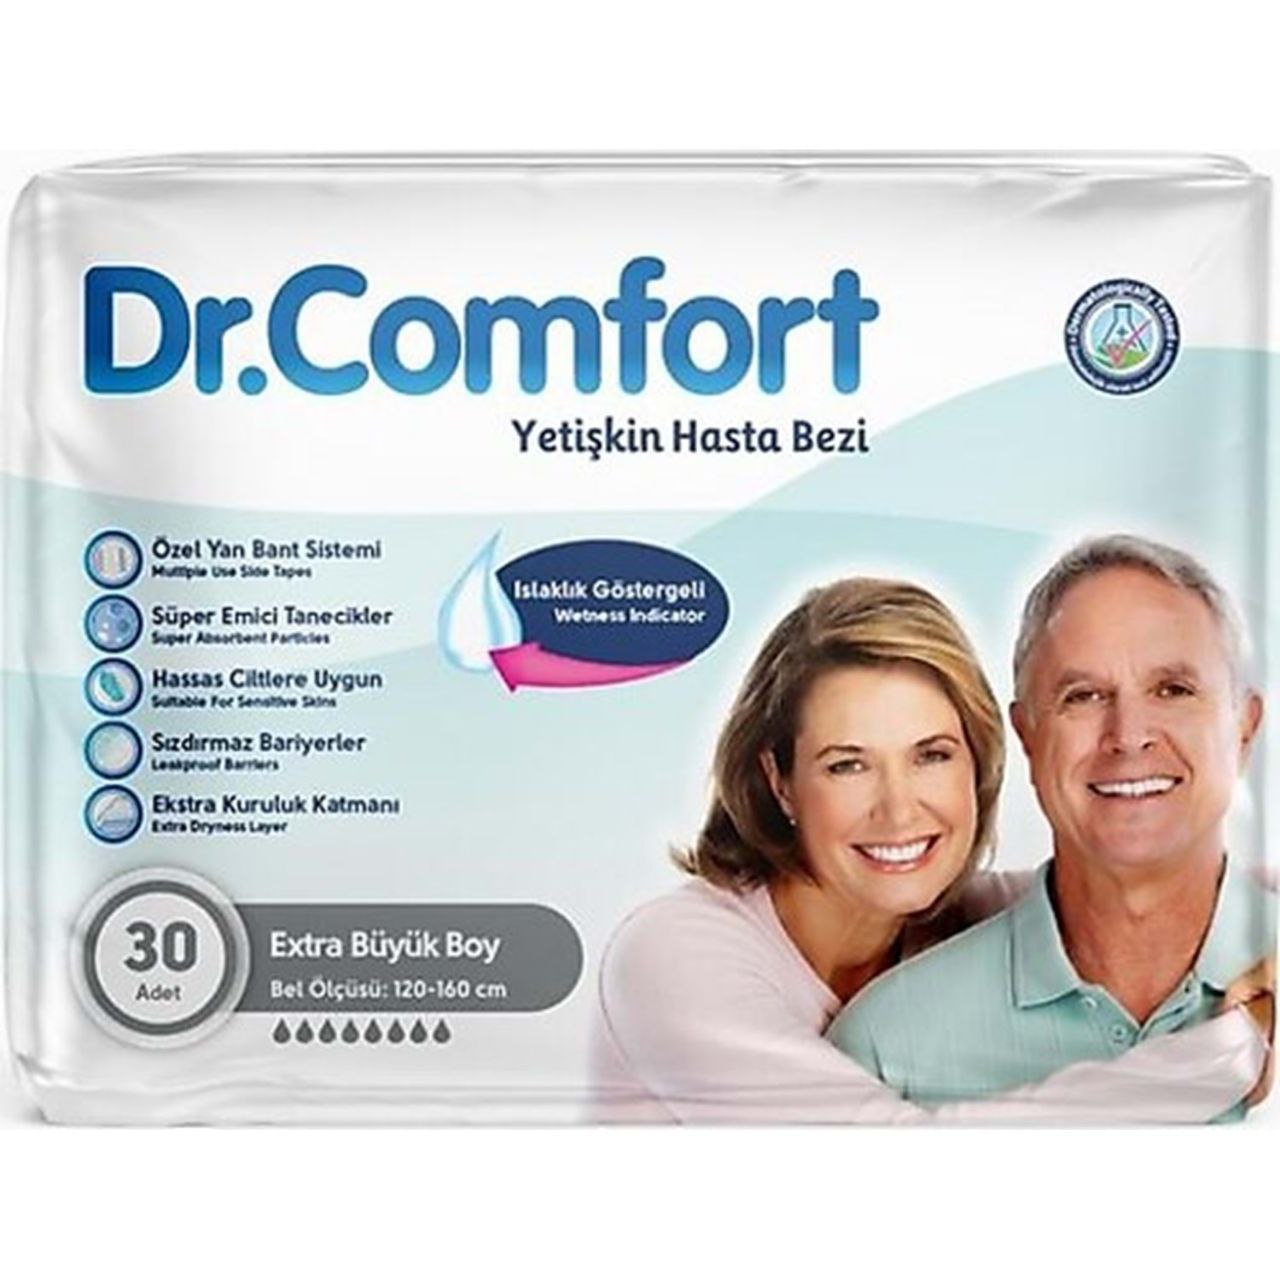 Dr.Comfort
Yetişkin Hasta Bezi
Dermatologically Tested
Özel Yan Bant Sistemi
Multiple Use Side Tapes
Süper Emici Tanecikler
Super Absorbent Particles
Hassas Ciltlere Uygun
Suitable For Sensitive Skins
Sızdırmaz Bariyerler
Leakproof Barriers
Ekstra Kuruluk Katmanı
Extra Dryness Layer
Islaklık Göstergeli
Wetness Indicator
30
Adet
Extra Büyük Boy
Bel Ölçüsü: 120-160 cm